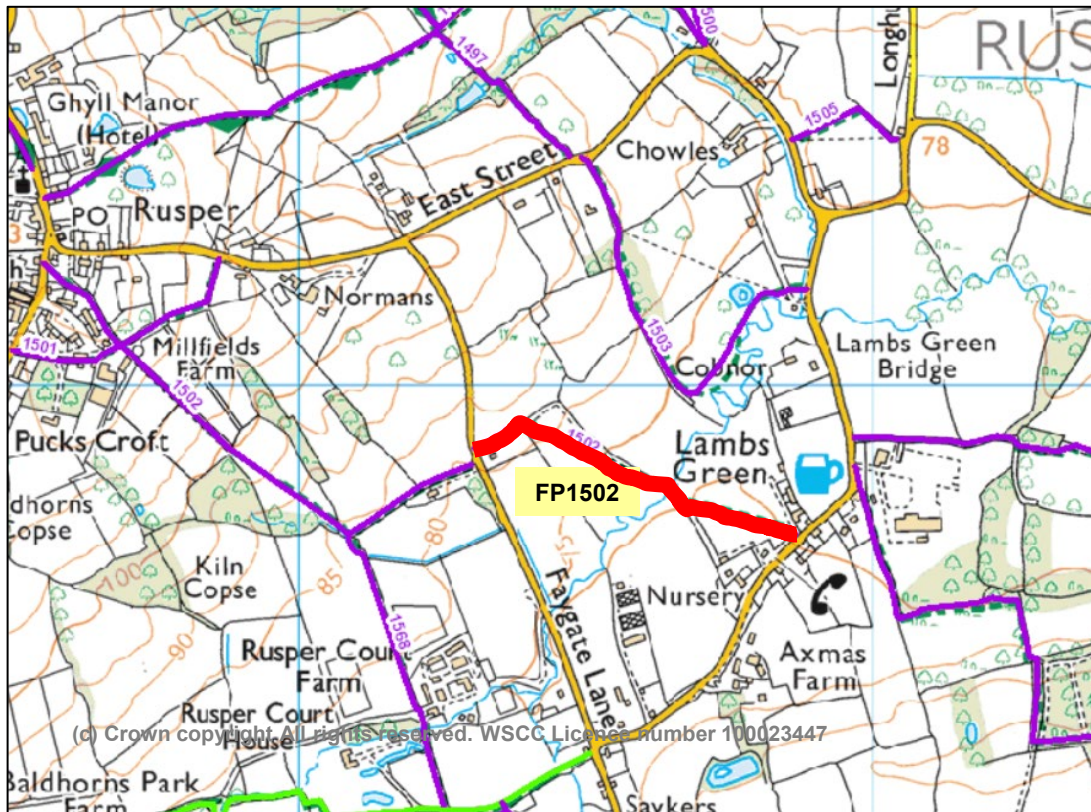 RUS
1497
1500
Longhu
Ghyll Manor
(Hotel)
1505
78
Chowles
East Street
PO
Rusper
3
h
Normans
1501
Millfields
Farm
1503
Lambs Green
Bridge
1502
Pucks Croft
1502
Lambs
Green
FP1502
dhorns
Copse
80
Kiln
Copse
100
85
75
Faygate Lane
Nursery
90
1568
Axmas
Farm
Rusper Court
Farm
Rusper Court
House
(c) Crown copyright. All rights reserved. WSCC Licence number 100023447
Baldhorns Park
Farm
Saykers